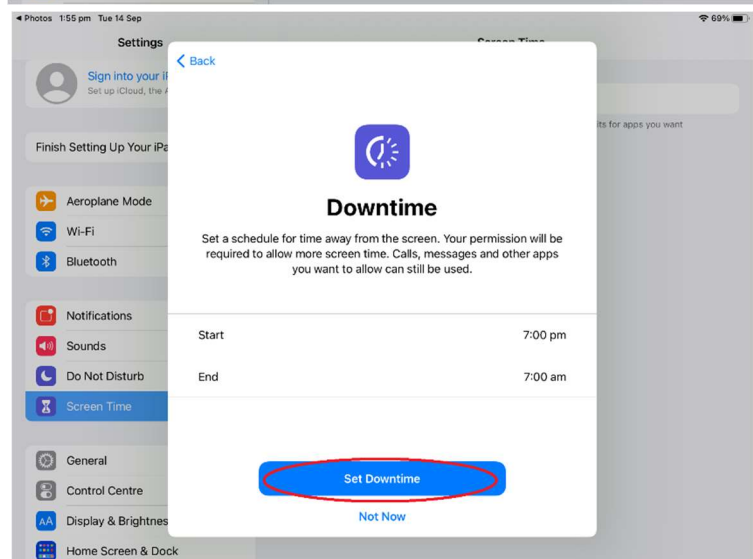 Photos 1:55 pm Tue 14 Sep 69%
Settings
Back
Sign into your
Set up iCloud, the
Finish Setting Up Your
Aeroplane Mode
Wi-Fi
Bluetooth
Notifications
Sounds
Do Not Disturb
Screen Time
General
Control Centre
AA Display &
Home Screen & Dock
Screen Time
for apps you want
Downtime
Set a schedule for time away from the screen. Your permission will be
required to allow more screen time. Calls, messages and other apps
you want to allow can still be used.
Start 7:00 pm
End 7:00 am
Set Downtime
Not Now